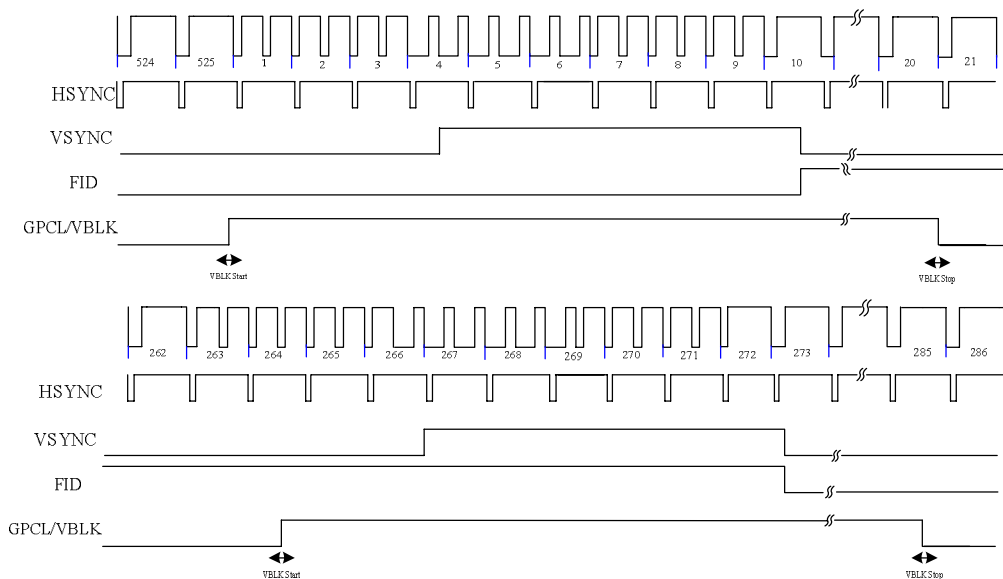 524 525 1 2 3 4 5 6 7 8 9 10 20 21
HSYNC
VSYNC
FID
GPCL/VBLK
VBLK Start VBLK Stop
262 263 264 265 266 267 268 269 270 271 272 273 285 286
HSYNC
VSYNC
FID
GPCL/VBLK
VBLK Start VBLK Stop